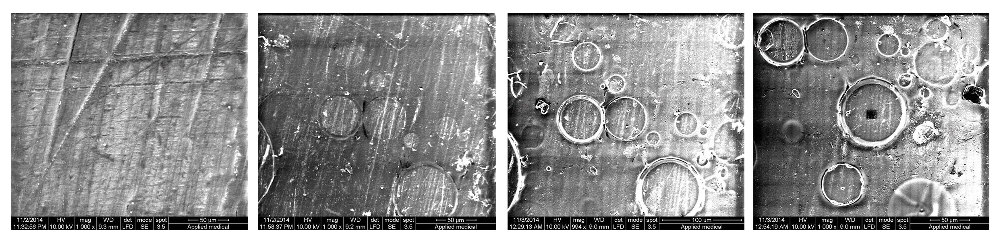 11/2/2014 HV mag WD det mode spot 50 µm
11:32:56 PM 10.00 kV 1 000 x 9.3 mm LFD SE 3.5 Applied medical
11/2/2014 HV mag WD det mode spot 50 µm
11:58:37 PM 10.00 kV 1 000 x 9.2 mm LFD SE 3.5 Applied medical
11/3/2014 HV mag WD det mode spot 100 µm
12:29:13 AM 10.00 kV 994 x 9.0 mm LFD SE 3.5 Applied medical
11/3/2014 HV mag WD det mode spot 50 µm
12:54:19 AM 10.00 kV 1 000 x 9.0 mm LFD SE 3.5 Applied medical